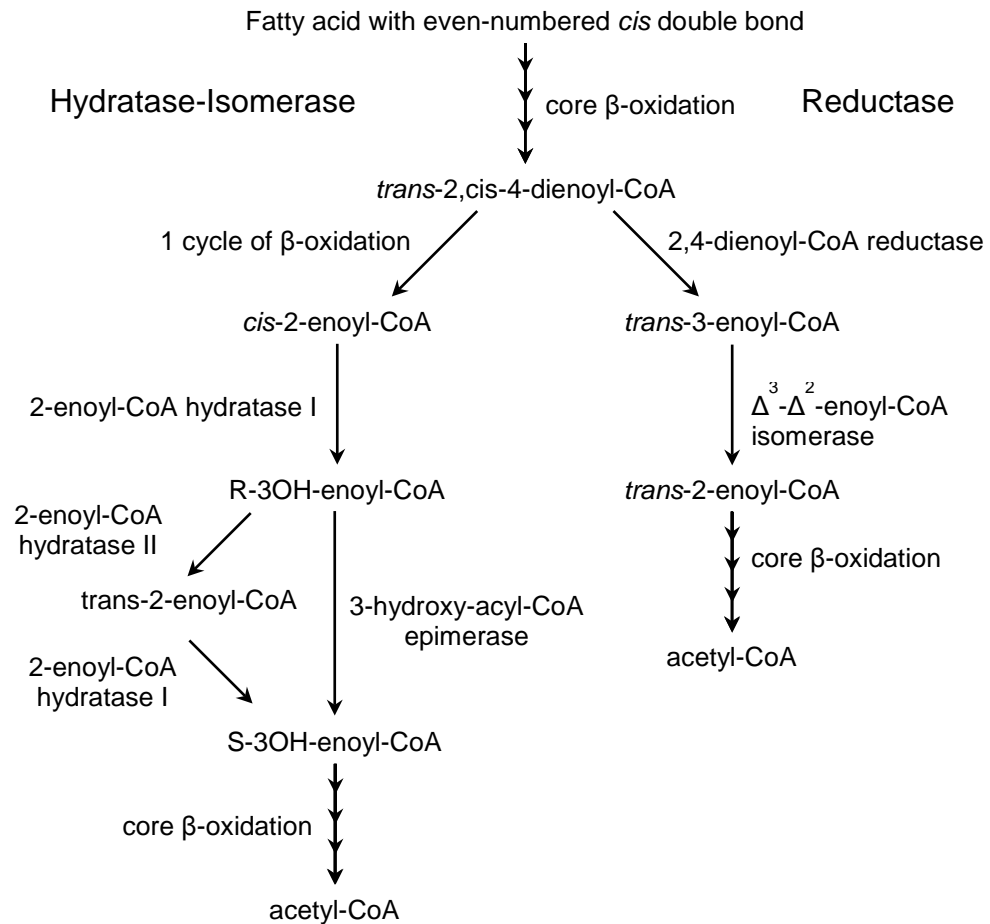 Fatty acid with even-numbered cis double bond
Hydratase-Isomerase
core β-oxidation
Reductase
trans-2,cis-4-dienoyl-CoA
1 cycle of β-oxidation
2,4-dienoyl-CoA reductase
cis-2-enoyl-CoA
trans-3-enoyl-CoA
2-enoyl-CoA hydratase I
Δ³-Δ²-enoyl-CoA
isomerase
R-3OH-enoyl-CoA
trans-2-enoyl-CoA
2-enoyl-CoA
hydratase II
core β-oxidation
trans-2-enoyl-CoA
3-hydroxy-acyl-CoA
epimerase
acetyl-CoA
2-enoyl-CoA
hydratase I
S-3OH-enoyl-CoA
core β-oxidation
acetyl-CoA